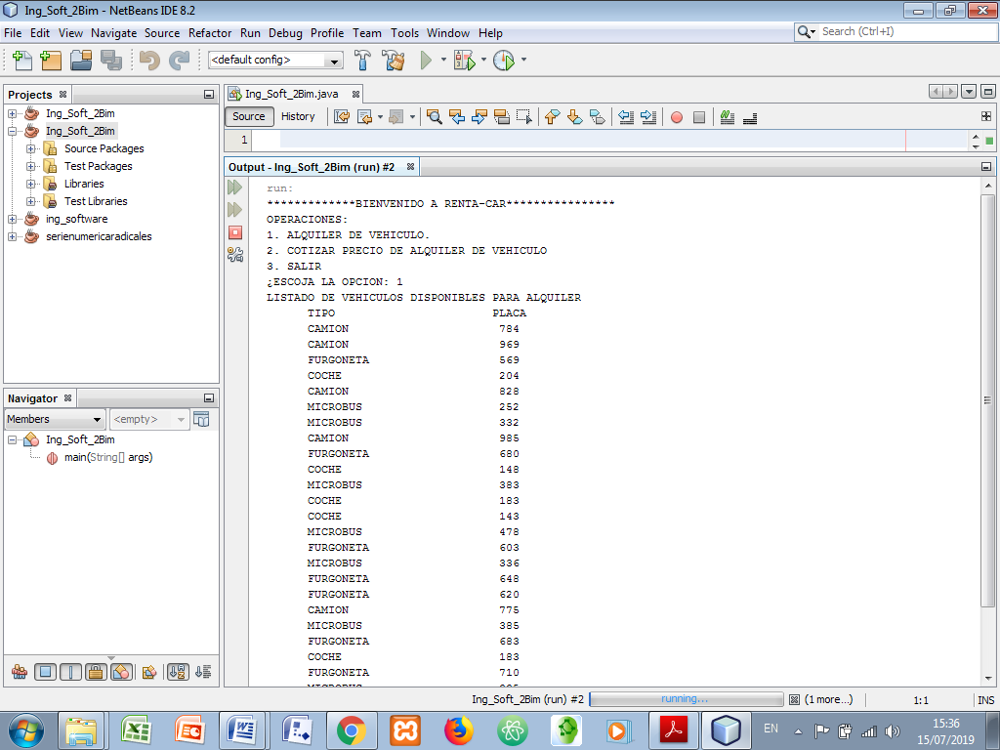 Ing_Soft_2Bim - NetBeans IDE 8.2
File Edit View Navigate Source Refactor Run Debug Profile Team Tools Window Help
Search (Ctrl+I)
<default config>
Projects
Ing_Soft_2Bim
Ing_Soft_2Bim
Source Packages
Test Packages
Libraries
Test Libraries
ing_software
serienumericaradicales
Navigator
Members <empty>
Ing_Soft_2Bim
main(String[] args)
Ing_Soft_2Bim.java
Source History
1
Output - Ing_Soft_2Bim (run) #2
run:
*************BIENVENIDO A RENTA-CAR****************
OPERACIONES:
1. ALQUILER DE VEHICULO.
2. COTIZAR PRECIO DE ALQUILER DE VEHICULO
3. SALIR
¿ESCOJA LA OPCION: 1
LISTADO DE VEHICULOS DISPONIBLES PARA ALQUILER
TIPO PLACA
CAMION 784
CAMION 969
FURGONETA 569
COCHE 204
CAMION 828
MICROBUS 252
MICROBUS 332
CAMION 985
FURGONETA 680
COCHE 148
MICROBUS 383
COCHE 183
COCHE 143
MICROBUS 478
FURGONETA 603
MICROBUS 336
FURGONETA 648
FURGONETA 620
CAMION 775
MICROBUS 385
FURGONETA 683
COCHE 183
FURGONETA 710
Ing_Soft_2Bim (run) #2 running... (1 more...) 1:1 INS
EN 15:36
15/07/2019